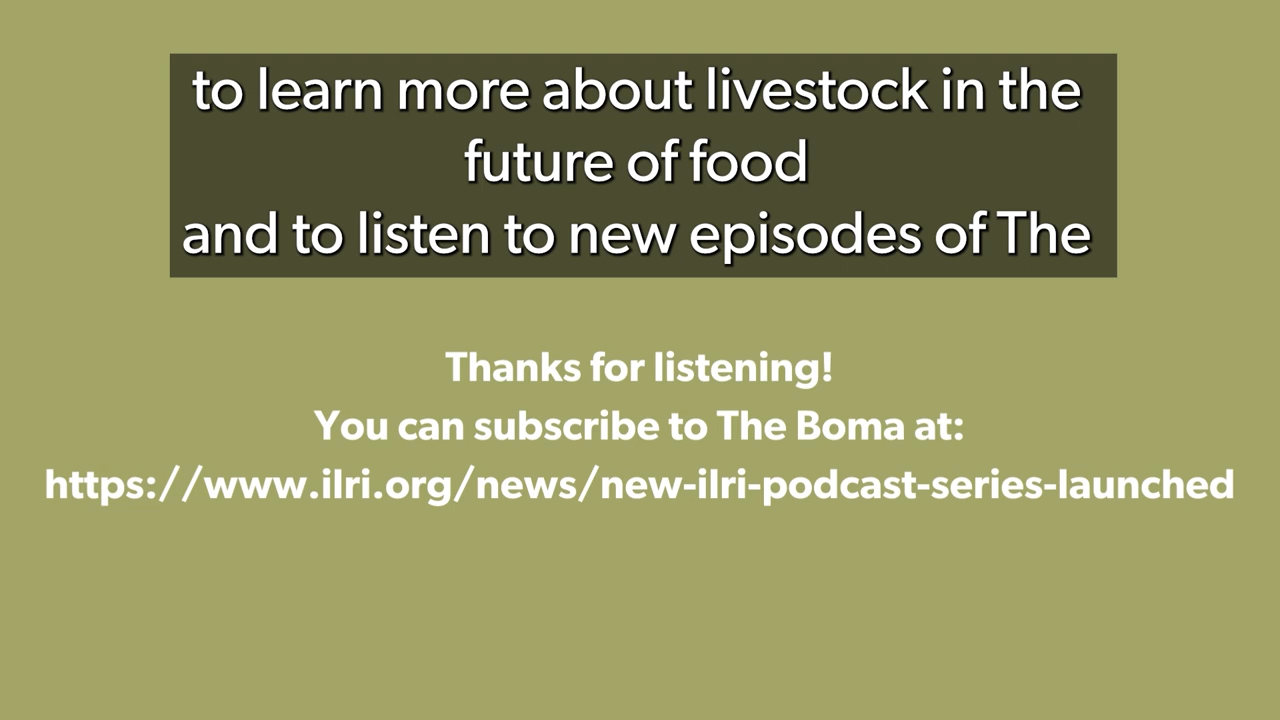 to learn more about livestock in the
future of food
and to listen to new episodes of The
Thanks for listening!
You can subscribe to The Boma at:
https://www.ilri.org/news/new-ilri-podcast-series-launched